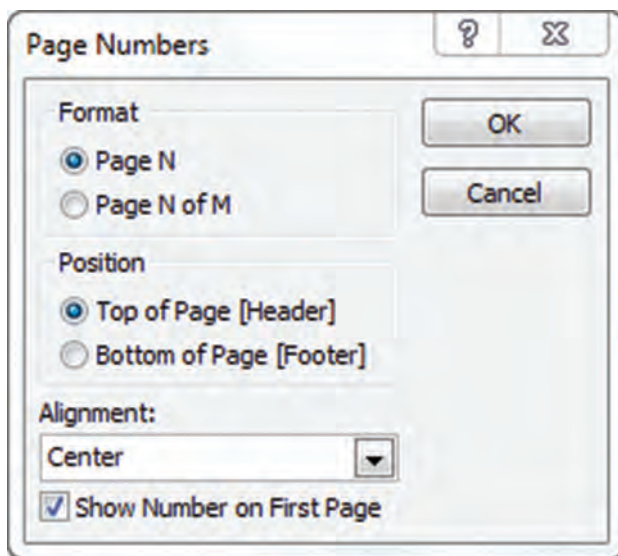 Page Numbers
Format
Page N
Page N of M
OK
Cancel
Position
Top of Page [Header]
Bottom of Page [Footer]
Alignment:
Center
Show Number on First Page